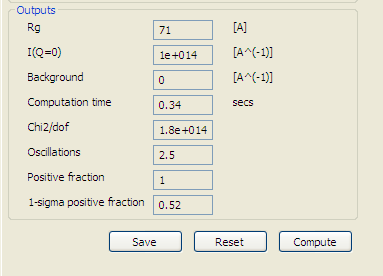 Outputs
Rg 71 [A]
I(Q=0) 1e+014 [A^(-1)]
Background 0 [A^(-1)]
Computation time 0.34 secs
Chi2/dof 1.8e+014
Oscillations 2.5
Positive fraction 1
1-sigma positive fraction 0.52
Save Reset Compute